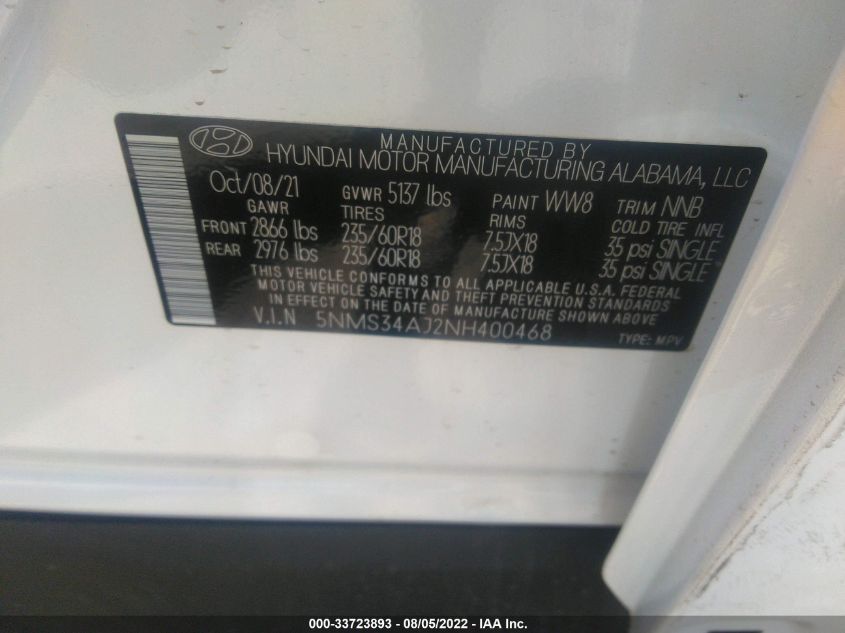 MANUFACTURED BY
HYUNDAI MOTOR MANUFACTURING ALABAMA, LLC
Oct/08/21 GVWR 5137 lbs PAINT WW8 TRIM NNB
GAWR TIRES RIMS COLD TIRE INFL
FRONT 2866 lbs 235/60R18 7.5JX18 35 psi SINGLE
REAR 2976 lbs 235/60R18 7.5JX18 35 psi SINGLE
THIS VEHICLE CONFORMS TO ALL APPLICABLE U.S.A. FEDERAL
MOTOR VEHICLE SAFETY AND THEFT PREVENTION STANDARDS
IN EFFECT ON THE DATE OF MANUFACTURE SHOWN ABOVE.
V.I.N 5NMS34AJ2NH400468 TYPE: MPV
000-33723893 - 08/05/2022 - IAA Inc.